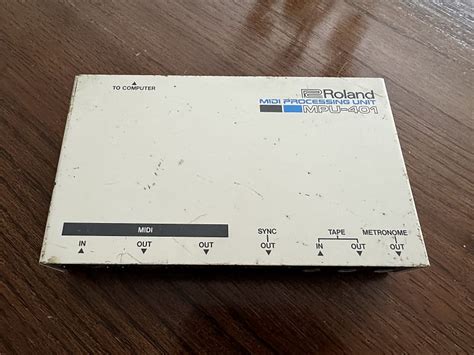 TO COMPUTER
Roland
MIDI PROCESSING UNIT
MPU-401
MIDI
IN OUT OUT
SYNC
OUT
TAPE
IN OUT
METRONOME
OUT